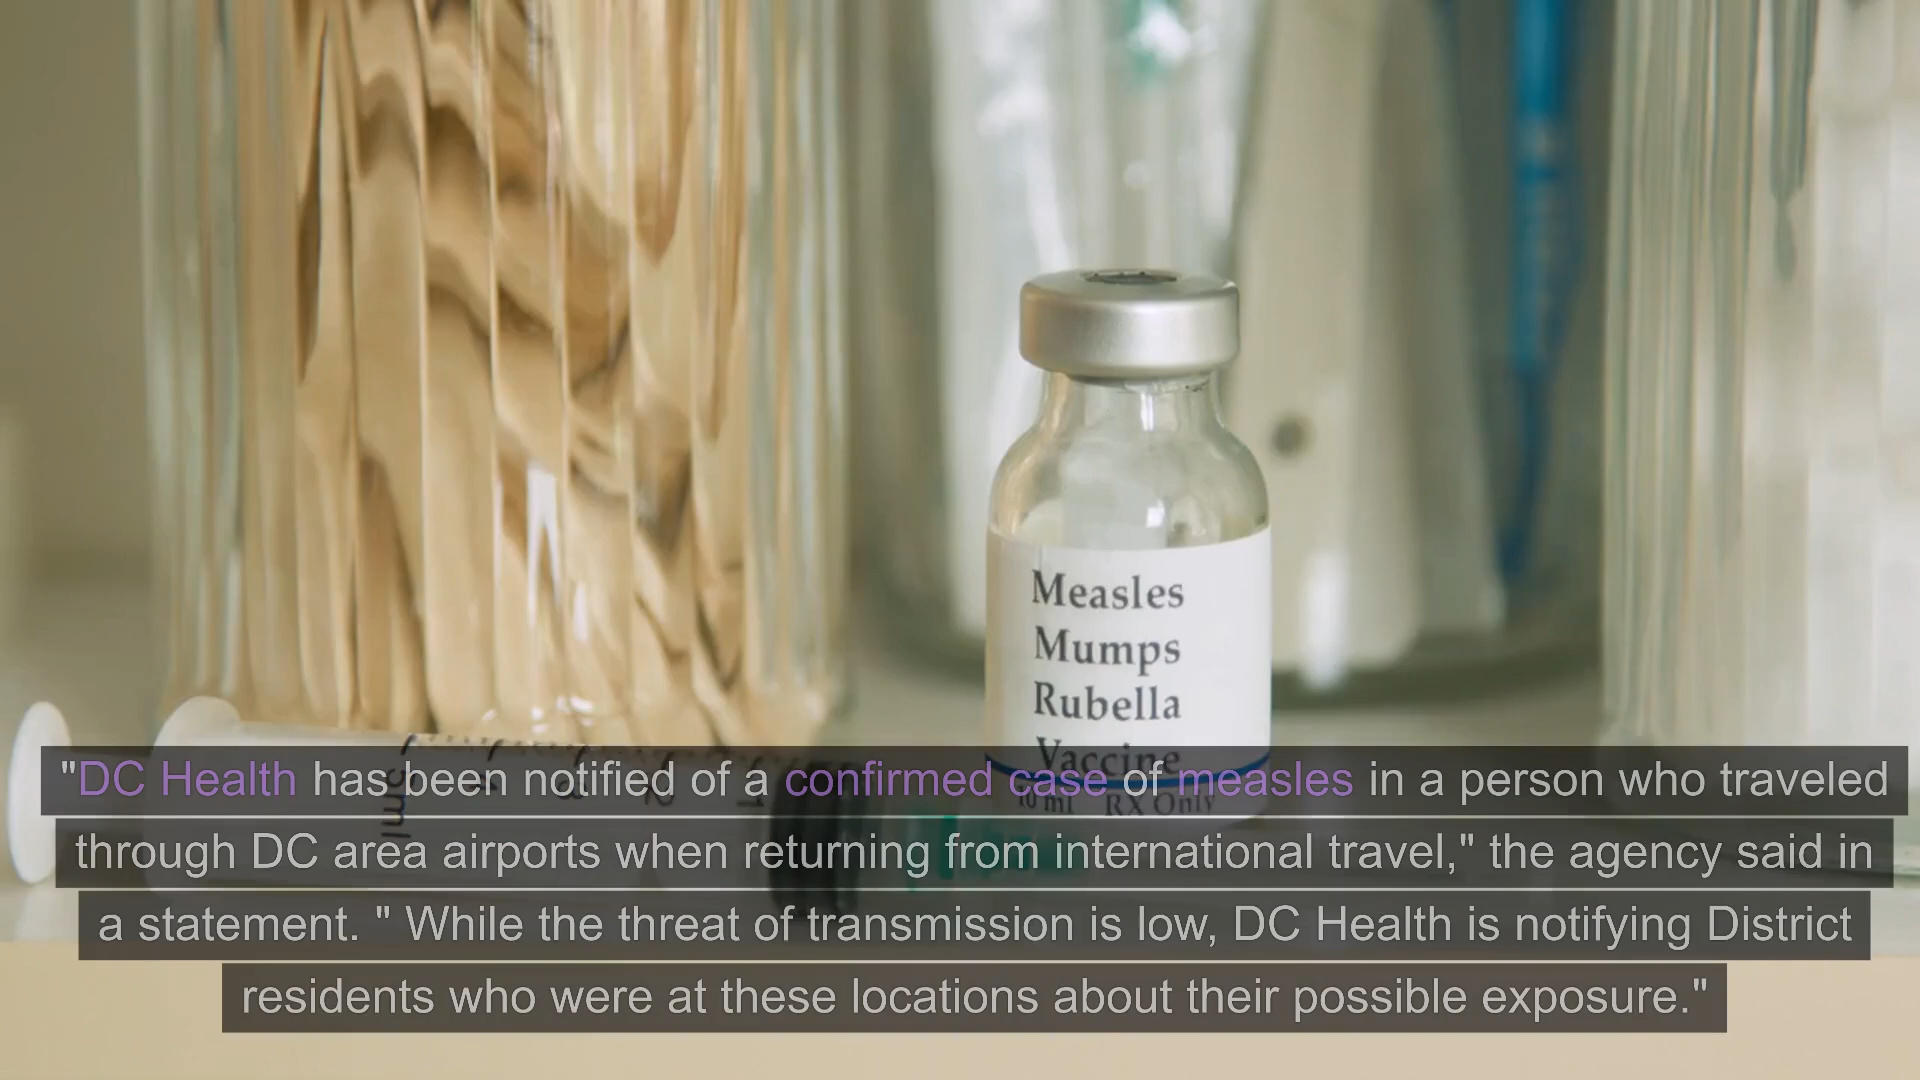 Measles
Mumps
Rubella
Vaccine
10 ml RX Only
5ml
"DC Health has been notified of a confirmed case of measles in a person who traveled
through DC area airports when returning from international travel," the agency said in
a statement. " While the threat of transmission is low, DC Health is notifying District
residents who were at these locations about their possible exposure."